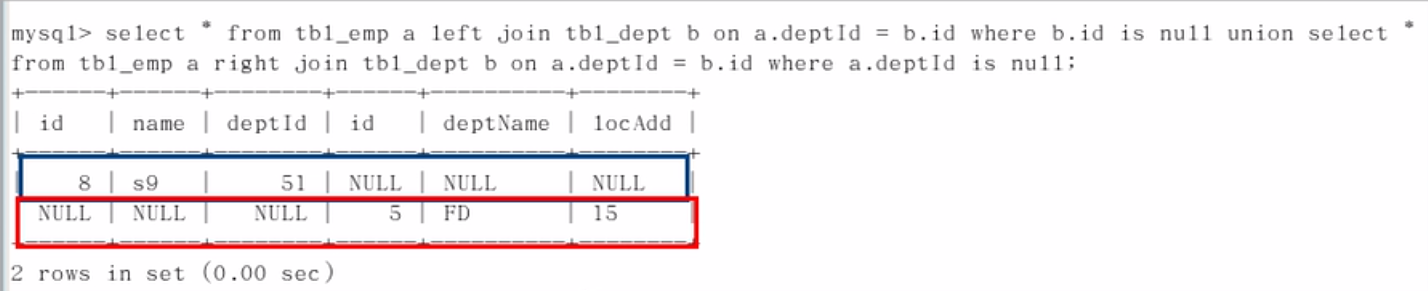 mysql> select * from tbl_emp a left join tbl_dept b on a.deptId = b.id where b.id is null union select *
from tbl_emp a right join tbl_dept b on a.deptId = b.id where a.deptId is null;
+------+------+--------+------+----------+--------+
| id | name | deptId | id | deptName | locAdd |
+------+------+--------+------+----------+--------+
| 8 | s9 | 51 | NULL | NULL | NULL |
| NULL | NULL | NULL | 5 | FD | 15 |
+------+------+--------+------+----------+--------+
2 rows in set (0.00 sec)